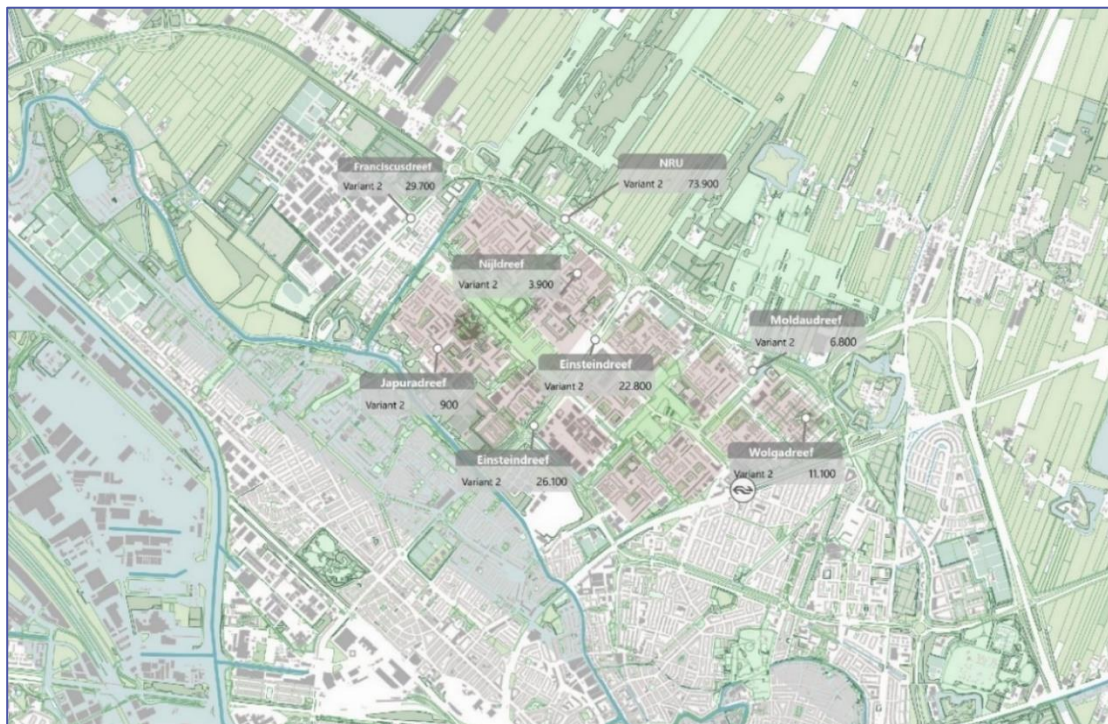 Franciscusdreef
Variant 2 29.700
NRU
Variant 2 73.900
Nijldreef
Variant 2 3.900
Moldaudreef
Variant 2 6.800
Einsteindreef
Variant 2 22.800
Japuradreef
Variant 2 900
Einsteindreef
Variant 2 26.100
Wolgadreef
Variant 2 11.100